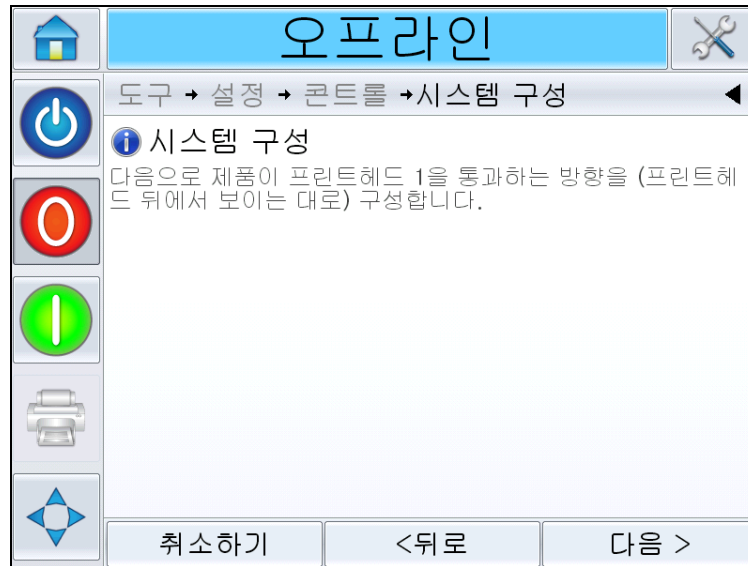 오프라인
도구 → 설정 → 콘트롤 →시스템 구성
시스템 구성
다음으로 제품이 프린트헤드 1을 통과하는 방향을 (프린트헤
드 뒤에서 보이는 대로) 구성합니다.
취소하기 <뒤로 다음 >